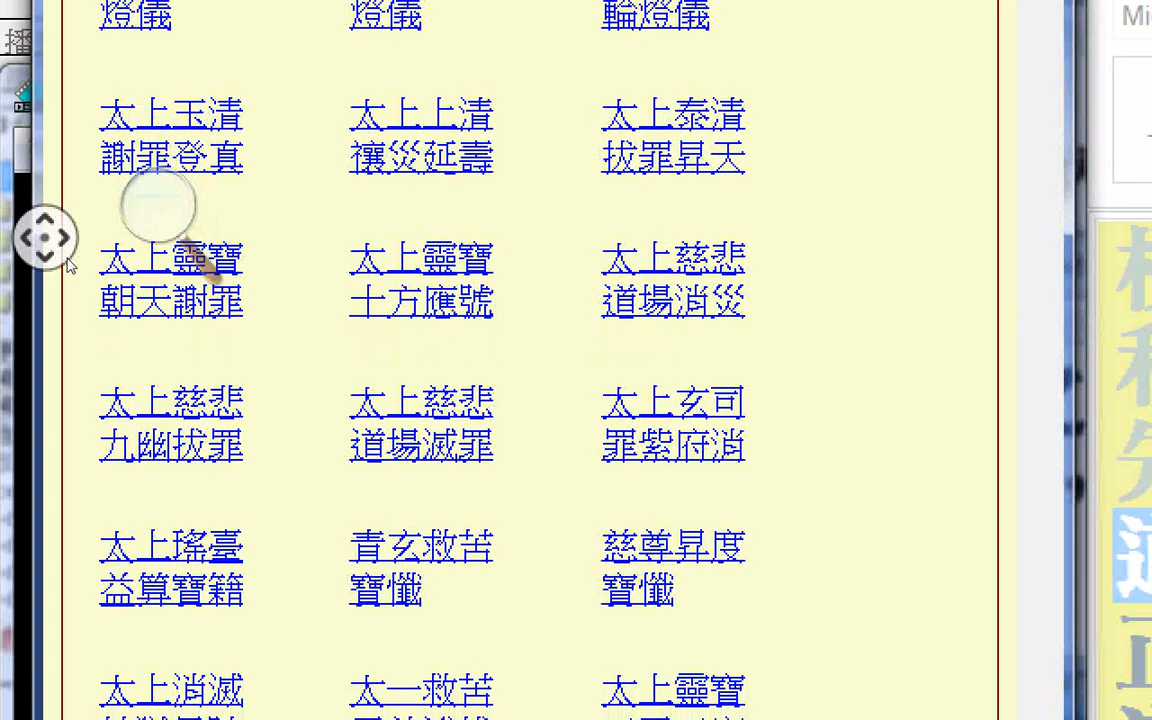 燈儀 燈儀 輪燈儀
太上玉清 太上上清 太上泰清
謝罪登真 禳災延壽 拔罪昇天
太上靈寶 太上靈寶 太上慈悲
朝天謝罪 十方應號 道場消災
太上慈悲 太上慈悲 太上玄司
九幽拔罪 道場滅罪 罪紫府消
太上瑤臺 青玄救苦 慈尊昇度
益算寶籍 寶懺 寶懺
太上消滅 太一救苦 太上靈寶
播
Mi